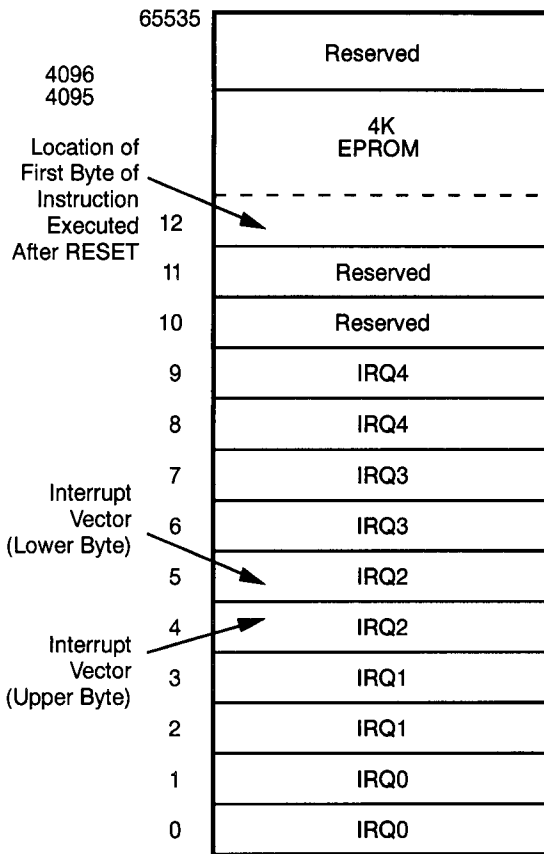 65535
Reserved
4096
4095
4K
EPROM
Location of
First Byte of
Instruction
Executed
After RESET
12
11
Reserved
10
Reserved
9
IRQ4
8
IRQ4
7
IRQ3
Interrupt
Vector
(Lower Byte)
6
IRQ3
5
IRQ2
4
IRQ2
Interrupt
Vector
(Upper Byte)
3
IRQ1
2
IRQ1
1
IRQ0
0
IRQ0